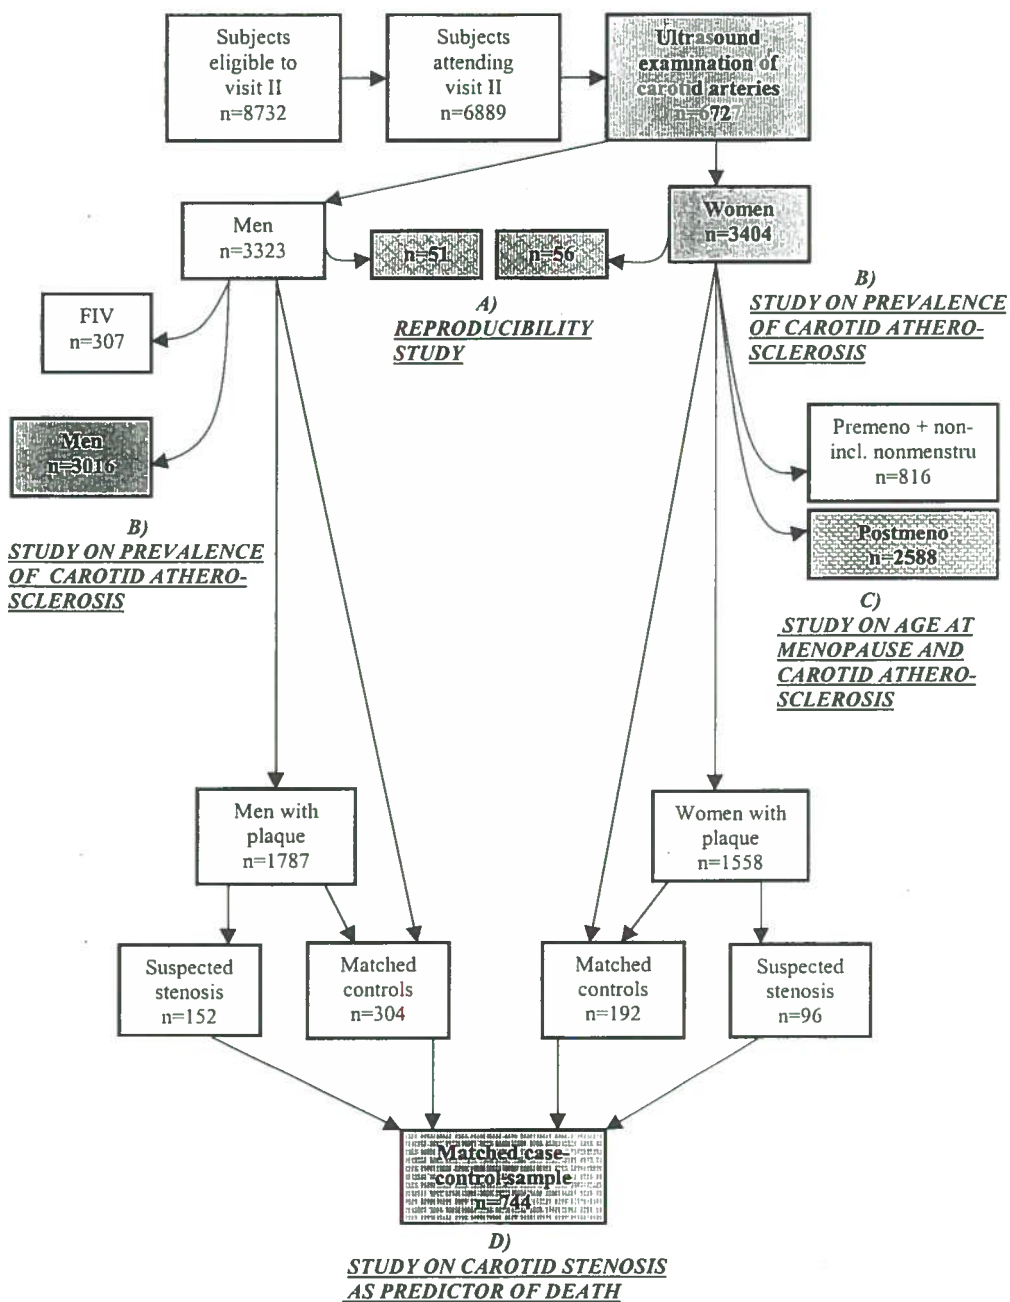 Subjects
eligible to
visit II
n=8732
Subjects
attending
visit II
n=6889
Ultrasound
examination of
carotid arteries
n=6727
Men
n=3323
Women
n=3404
n=51
n=56
A)
REPRODUCIBILITY
STUDY
B)
STUDY ON PREVALENCE
OF CAROTID ATHERO-
SCLEROSIS
FIV
n=307
Men
n=3016
B)
STUDY ON PREVALENCE
OF CAROTID ATHERO-
SCLEROSIS
Premeno + non-
incl. nonmenstru
n=816
Postmeno
n=2588
C)
STUDY ON AGE AT
MENOPAUSE AND
CAROTID ATHERO-
SCLEROSIS
Men with
plaque
n=1787
Women with
plaque
n=1558
Suspected
stenosis
n=152
Matched
controls
n=304
Matched
controls
n=192
Suspected
stenosis
n=96
Matched case-
control sample
n=744
D)
STUDY ON CAROTID STENOSIS
AS PREDICTOR OF DEATH